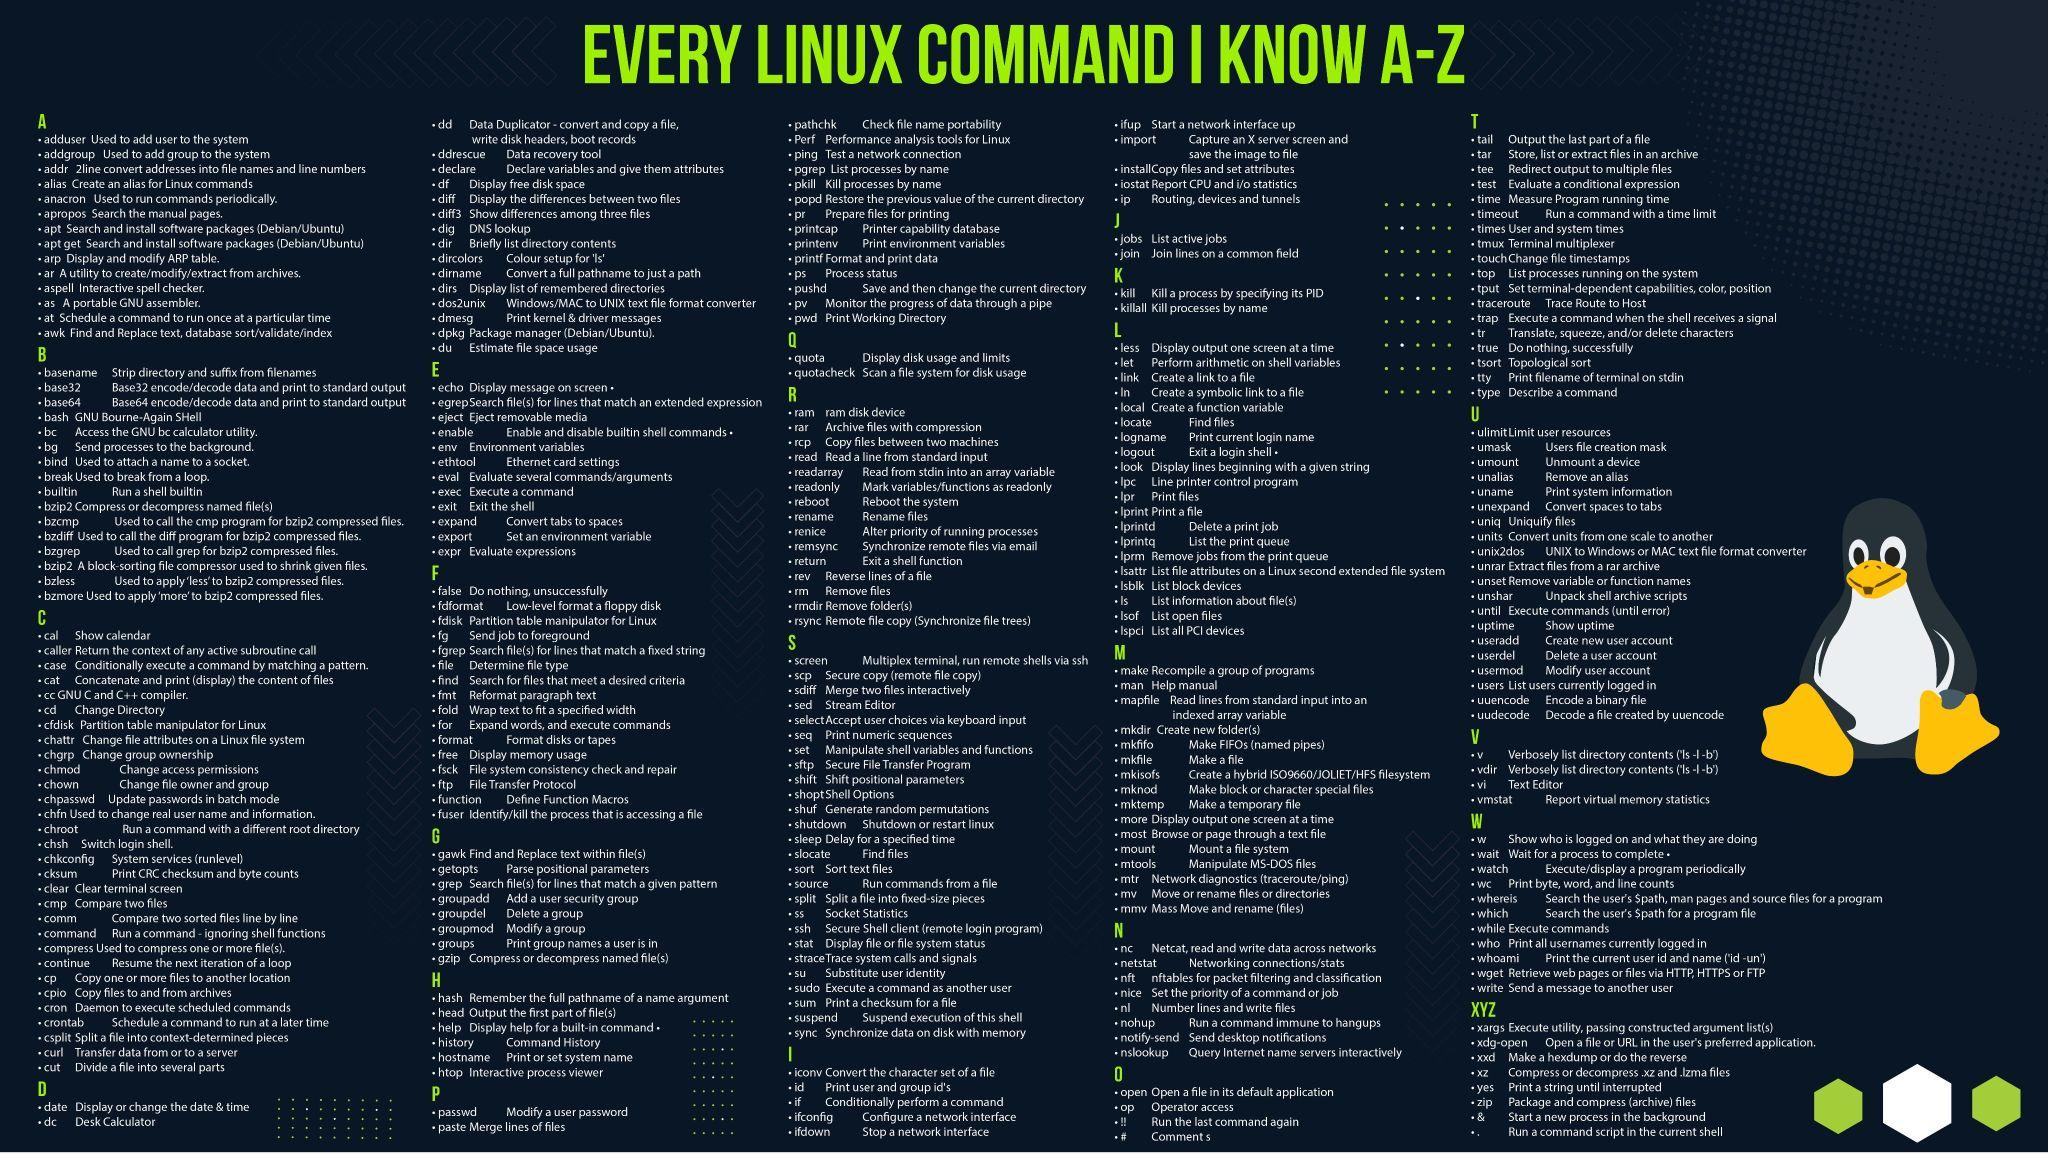 EVERY LINUX COMMAND I KNOW A-Z
A
• adduser Used to add user to the system
• addgroup Used to add group to the system
• addr 2line convert addresses into file names and line numbers
• alias Create an alias for Linux commands
• anacron Used to run commands periodically.
• apropos Search the manual pages.
• apt Search and install software packages (Debian/Ubuntu)
• apt get Search and install software packages (Debian/Ubuntu)
• arp Display and modify ARP table.
• ar A utility to create/modify/extract from archives.
• aspell Interactive spell checker.
• as A portable GNU assembler.
• at Schedule a command to run once at a particular time
• awk Find and Replace text, database sort/validate/index
B
• basename Strip directory and suffix from filenames
• base32 Base32 encode/decode data and print to standard output
• base64 Base64 encode/decode data and print to standard output
• bash GNU Bourne-Again SHell
• bc Access the GNU bc calculator utility.
• bg Send processes to the background.
• bind Used to attach a name to a socket.
• break Used to break from a loop.
• builtin Run a shell builtin
• bzip2 Compress or decompress named file(s)
• bzcmp Used to call the cmp program for bzip2 compressed files.
• bzdiff Used to call the diff program for bzip2 compressed files.
• bzgrep Used to call grep for bzip2 compressed files.
• bzip2 A block-sorting file compressor used to shrink given files.
• bzless Used to apply 'less' to bzip2 compressed files.
• bzmore Used to apply 'more' to bzip2 compressed files.
C
• cal Show calendar
• caller Return the context of any active subroutine call
• case Conditionally execute a command by matching a pattern.
• cat Concatenate and print (display) the content of files
• cc GNU C and C++ compiler.
• cd Change Directory
• cfdisk Partition table manipulator for Linux
• chattr Change file attributes on a Linux file system
• chgrp Change group ownership
• chmod Change access permissions
• chown Change file owner and group
• chpasswd Update passwords in batch mode
• chfn Used to change real user name and information.
• chroot Run a command with a different root directory
• chsh Switch login shell.
• chkconfig System services (runlevel)
• cksum Print CRC checksum and byte counts
• clear Clear terminal screen
• cmp Compare two files
• comm Compare two sorted files line by line
• command Run a command - ignoring shell functions
• compress Used to compress one or more file(s).
• continue Resume the next iteration of a loop
• cp Copy one or more files to another location
• cpio Copy files to and from archives
• cron Daemon to execute scheduled commands
• crontab Schedule a command to run at a later time
• csplit Split a file into context-determined pieces
• curl Transfer data from or to a server
• cut Divide a file into several parts
D
• date Display or change the date & time
• dc Desk Calculator
• dd Data Duplicator - convert and copy a file,
write disk headers, boot records
• ddrescue Data recovery tool
• declare Declare variables and give them attributes
• df Display free disk space
• diff Display the differences between two files
• diff3 Show differences among three files
• dig DNS lookup
• dir Briefly list directory contents
• dircolors Colour setup for 'ls'
• dirname Convert a full pathname to just a path
• dirs Display list of remembered directories
• dos2unix Windows/MAC to UNIX text file format converter
• dmesg Print kernel & driver messages
• dpkg Package manager (Debian/Ubuntu).
• du Estimate file space usage
E
• echo Display message on screen •
• egrep Search file(s) for lines that match an extended expression
• eject Eject removable media
• enable Enable and disable builtin shell commands •
• env Environment variables
• ethtool Ethernet card settings
• eval Evaluate several commands/arguments
• exec Execute a command
• exit Exit the shell
• expand Convert tabs to spaces
• export Set an environment variable
• expr Evaluate expressions
F
• false Do nothing, unsuccessfully
• fdformat Low-level format a floppy disk
• fdisk Partition table manipulator for Linux
• fg Send job to foreground
• fgrep Search file(s) for lines that match a fixed string
• file Determine file type
• find Search for files that meet a desired criteria
• fmt Reformat paragraph text
• fold Wrap text to fit a specified width
• for Expand words, and execute commands
• format Format disks or tapes
• free Display memory usage
• fsck File system consistency check and repair
• ftp File Transfer Protocol
• function Define Function Macros
• fuser Identify/kill the process that is accessing a file
G
• gawk Find and Replace text within file(s)
• getopts Parse positional parameters
• grep Search file(s) for lines that match a given pattern
• groupadd Add a user security group
• groupdel Delete a group
• groupmod Modify a group
• groups Print group names a user is in
• gzip Compress or decompress named file(s)
H
• hash Remember the full pathname of a name argument
• head Output the first part of file(s)
• help Display help for a built-in command •
• history Command History
• hostname Print or set system name
• htop Interactive process viewer
P
• passwd Modify a user password
• paste Merge lines of files
• pathchk Check file name portability
• Perf Performance analysis tools for Linux
• ping Test a network connection
• pgrep List processes by name
• pkill Kill processes by name
• popd Restore the previous value of the current directory
• pr Prepare files for printing
• printcap Printer capability database
• printenv Print environment variables
• printf Format and print data
• ps Process status
• pushd Save and then change the current directory
• pv Monitor the progress of data through a pipe
• pwd Print Working Directory
Q
• quota Display disk usage and limits
• quotacheck Scan a file system for disk usage
R
• ram ram disk device
• rar Archive files with compression
• rcp Copy files between two machines
• read Read a line from standard input
• readarray Read from stdin into an array variable
• readonly Mark variables/functions as readonly
• reboot Reboot the system
• rename Rename files
• renice Alter priority of running processes
• remsync Synchronize remote files via email
• return Exit a shell function
• rev Reverse lines of a file
• rm Remove files
• rmdir Remove folder(s)
• rsync Remote file copy (Synchronize file trees)
S
• screen Multiplex terminal, run remote shells via ssh
• scp Secure copy (remote file copy)
• sdiff Merge two files interactively
• sed Stream Editor
• select Accept user choices via keyboard input
• seq Print numeric sequences
• set Manipulate shell variables and functions
• sftp Secure File Transfer Program
• shift Shift positional parameters
• shopt Shell Options
• shuf Generate random permutations
• shutdown Shutdown or restart linux
• sleep Delay for a specified time
• slocate Find files
• sort Sort text files
• source Run commands from a file
• split Split a file into fixed-size pieces
• ss Socket Statistics
• ssh Secure Shell client (remote login program)
• stat Display file or file system status
• strace Trace system calls and signals
• su Substitute user identity
• sudo Execute a command as another user
• sum Print a checksum for a file
• suspend Suspend execution of this shell
• sync Synchronize data on disk with memory
I
• iconv Convert the character set of a file
• id Print user and group id's
• if Conditionally perform a command
• ifconfig Configure a network interface
• ifdown Stop a network interface
• ifup Start a network interface up
• import Capture an X server screen and
save the image to file
• install Copy files and set attributes
• iostat Report CPU and i/o statistics
• ip Routing, devices and tunnels
J
• jobs List active jobs
• join Join lines on a common field
K
• kill Kill a process by specifying its PID
• killall Kill processes by name
L
• less Display output one screen at a time
• let Perform arithmetic on shell variables
• link Create a link to a file
• ln Create a symbolic link to a file
• local Create a function variable
• locate Find files
• logname Print current login name
• logout Exit a login shell •
• look Display lines beginning with a given string
• lpc Line printer control program
• lpr Print files
• lprint Print a file
• lprintd Delete a print job
• lprintq List the print queue
• lprm Remove jobs from the print queue
• lsattr List file attributes on a Linux second extended file system
• lsblk List block devices
• ls List information about file(s)
• lsof List open files
• lspci List all PCI devices
M
• make Recompile a group of programs
• man Help manual
• mapfile Read lines from standard input into an
indexed array variable
• mkdir Create new folder(s)
• mkfifo Make FIFOs (named pipes)
• mkfile Make a file
• mkisofs Create a hybrid ISO9660/JOLIET/HFS filesystem
• mknod Make block or character special files
• mktemp Make a temporary file
• more Display output one screen at a time
• most Browse or page through a text file
• mount Mount a file system
• mtools Manipulate MS-DOS files
• mtr Network diagnostics (traceroute/ping)
• mv Move or rename files or directories
• mmv Mass Move and rename (files)
N
• nc Netcat, read and write data across networks
• netstat Networking connections/stats
• nft nftables for packet filtering and classification
• nice Set the priority of a command or job
• nl Number lines and write files
• nohup Run a command immune to hangups
• notify-send Send desktop notifications
• nslookup Query Internet name servers interactively
O
• open Open a file in its default application
• op Operator access
• !! Run the last command again
• # Comment s
T
• tail Output the last part of a file
• tar Store, list or extract files in an archive
• tee Redirect output to multiple files
• test Evaluate a conditional expression
• time Measure Program running time
• timeout Run a command with a time limit
• times User and system times
• tmux Terminal multiplexer
• touch Change file timestamps
• top List processes running on the system
• tput Set terminal-dependent capabilities, color, position
• traceroute Trace Route to Host
• trap Execute a command when the shell receives a signal
• tr Translate, squeeze, and/or delete characters
• true Do nothing, successfully
• tsort Topological sort
• tty Print filename of terminal on stdin
• type Describe a command
U
• ulimit Limit user resources
• umask Users file creation mask
• umount Unmount a device
• unalias Remove an alias
• uname Print system information
• unexpand Convert spaces to tabs
• uniq Uniquify files
• units Convert units from one scale to another
• unix2dos UNIX to Windows or MAC text file format converter
• unrar Extract files from a rar archive
• unset Remove variable or function names
• unshar Unpack shell archive scripts
• until Execute commands (until error)
• uptime Show uptime
• useradd Create new user account
• userdel Delete a user account
• usermod Modify user account
• users List users currently logged in
• uuencode Encode a binary file
• uudecode Decode a file created by uuencode
V
• v Verbosely list directory contents ('ls -l -b')
• vdir Verbosely list directory contents ('ls -l -b')
• vi Text Editor
• vmstat Report virtual memory statistics
W
• w Show who is logged on and what they are doing
• wait Wait for a process to complete •
• watch Execute/display a program periodically
• wc Print byte, word, and line counts
• whereis Search the user's $path, man pages and source files for a program
• which Search the user's $path for a program file
• while Execute commands
• who Print all usernames currently logged in
• whoami Print the current user id and name ('id -un')
• wget Retrieve web pages or files via HTTP, HTTPS or FTP
• write Send a message to another user
XYZ
• xargs Execute utility, passing constructed argument list(s)
• xdg-open Open a file or URL in the user's preferred application.
• xxd Make a hexdump or do the reverse
• xz Compress or decompress .xz and .lzma files
• yes Print a string until interrupted
• zip Package and compress (archive) files
• & Start a new process in the background
• . Run a command script in the current shell